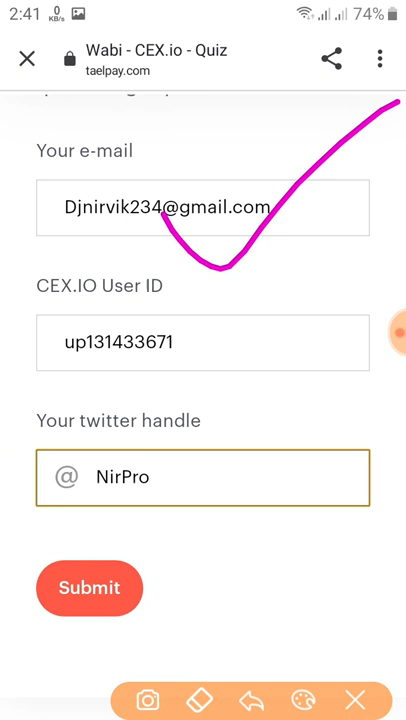 2:41 0 KB/s 74%
Wabi - CEX.io - Quiz
taelpay.com
Your e-mail
Djnirvik234@gmail.com
CEX.IO User ID
up131433671
Your twitter handle
@ NirPro
Submit